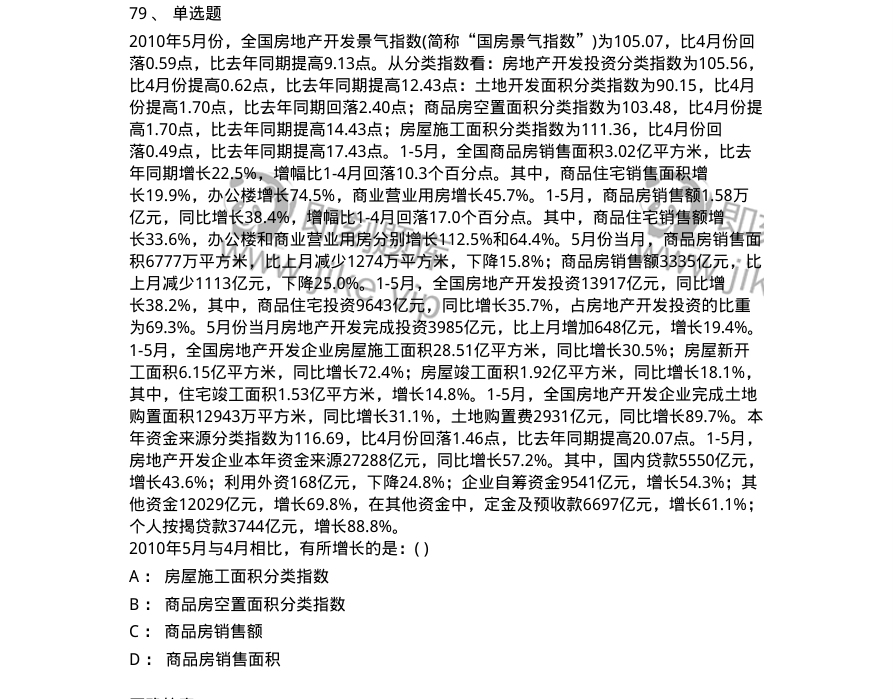 79 、 单选题
2010年5月份，全国房地产开发景气指数(简称“国房景气指数”)为105.07，比4月份回
落0.59点，比去年同期提高9.13点。从分类指数看：房地产开发投资分类指数为105.56，
比4月份提高0.62点，比去年同期提高12.43点：土地开发面积分类指数为90.15，比4月
份提高1.70点，比去年同期回落2.40点；商品房空置面积分类指数为103.48，比4月份提
高1.70点，比去年同期提高14.43点；房屋施工面积分类指数为111.36，比4月份回
落0.49点，比去年同期提高17.43点。1-5月，全国商品房销售面积3.02亿平方米，比去
年同期增长22.5%，增幅比1-4月回落10.3个百分点。其中，商品住宅销售面积增
长19.9%，办公楼增长74.5%，商业营业用房增长45.7%。1-5月，商品房销售额1.58万
亿元，同比增长38.4%，增幅比1-4月回落17.0个百分点。其中，商品住宅销售额增
长33.6%，办公楼和商业营业用房分别增长112.5%和64.4%。5月份当月，商品房销售面
积6777万平方米，比上月减少1274万平方米，下降15.8%；商品房销售额3335亿元，比
上月减少1113亿元，下降25.0%。1-5月，全国房地产开发投资13917亿元，同比增
长38.2%，其中，商品住宅投资9643亿元，同比增长35.7%，占房地产开发投资的比重
为69.3%。5月份当月房地产开发完成投资3985亿元，比上月增加648亿元，增长19.4%。
1-5月，全国房地产开发企业房屋施工面积28.51亿平方米，同比增长30.5%；房屋新开
工面积6.15亿平方米，同比增长72.4%；房屋竣工面积1.92亿平方米，同比增长18.1%，
其中，住宅竣工面积1.53亿平方米，增长14.8%。1-5月，全国房地产开发企业完成土地
购置面积12943万平方米，同比增长31.1%，土地购置费2931亿元，同比增长89.7%。本
年资金来源分类指数为116.69，比4月份回落1.46点，比去年同期提高20.07点。1-5月，
房地产开发企业本年资金来源27288亿元，同比增长57.2%。其中，国内贷款5550亿元，
增长43.6%；利用外资168亿元，下降24.8%；企业自筹资金9541亿元，增长54.3%；其
他资金12029亿元，增长69.8%，在其他资金中，定金及预收款6697亿元，增长61.1%；
个人按揭贷款3744亿元，增长88.8%。
2010年5月与4月相比，有所增长的是：( )
A ： 房屋施工面积分类指数
B ： 商品房空置面积分类指数
C ： 商品房销售额
D ： 商品房销售面积